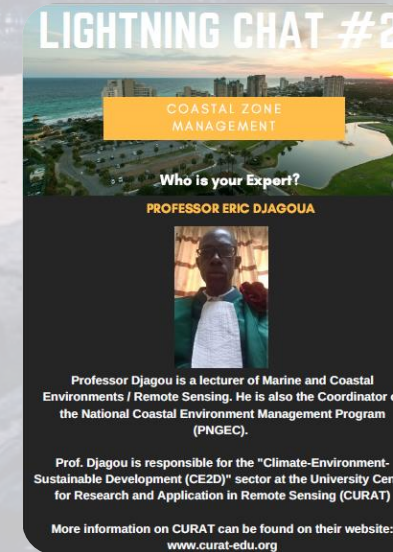 LIGHTNING CHAT #2
COASTAL ZONE
MANAGEMENT
Who is your Expert?
PROFESSOR ERIC DJAGOUA
Professor Djagou is a lecturer of Marine and Coastal
Environments / Remote Sensing. He is also the Coordinator
the National Coastal Environment Management Program
(PNGEC).
Prof. Djagou is responsible for the "Climate-Environment-
Sustainable Development (CE2D)" sector at the University
for Research and Application in Remote Sensing (CURAT)
More information on CURAT can be found on their website:
www.curat-edu.org